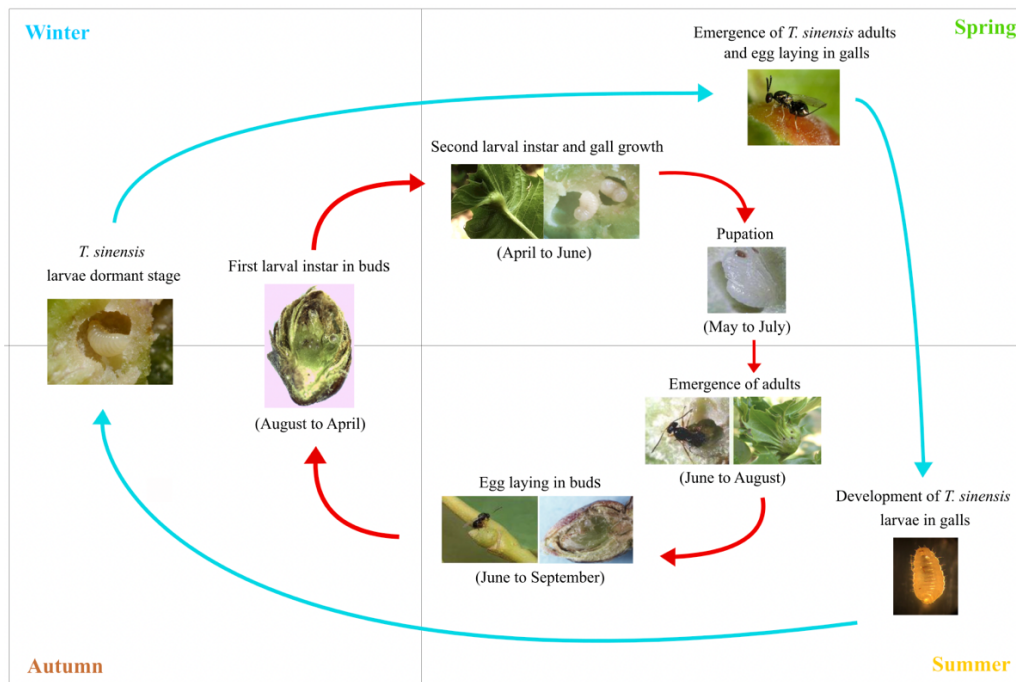 Winter
Spring
Emergence of T. sinensis adults
and egg laying in galls
Second larval instar and gall growth
(April to June)
Pupation
(May to July)
T. sinensis
larvae dormant stage
First larval instar in buds
(August to April)
Emergence of adults
(June to August)
Egg laying in buds
(June to September)
Development of T. sinensis
larvae in galls
Autumn
Summer